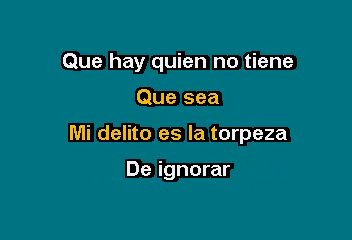 Que hay quien no tiene
Que sea
Mi delito es la torpeza
De ignorar